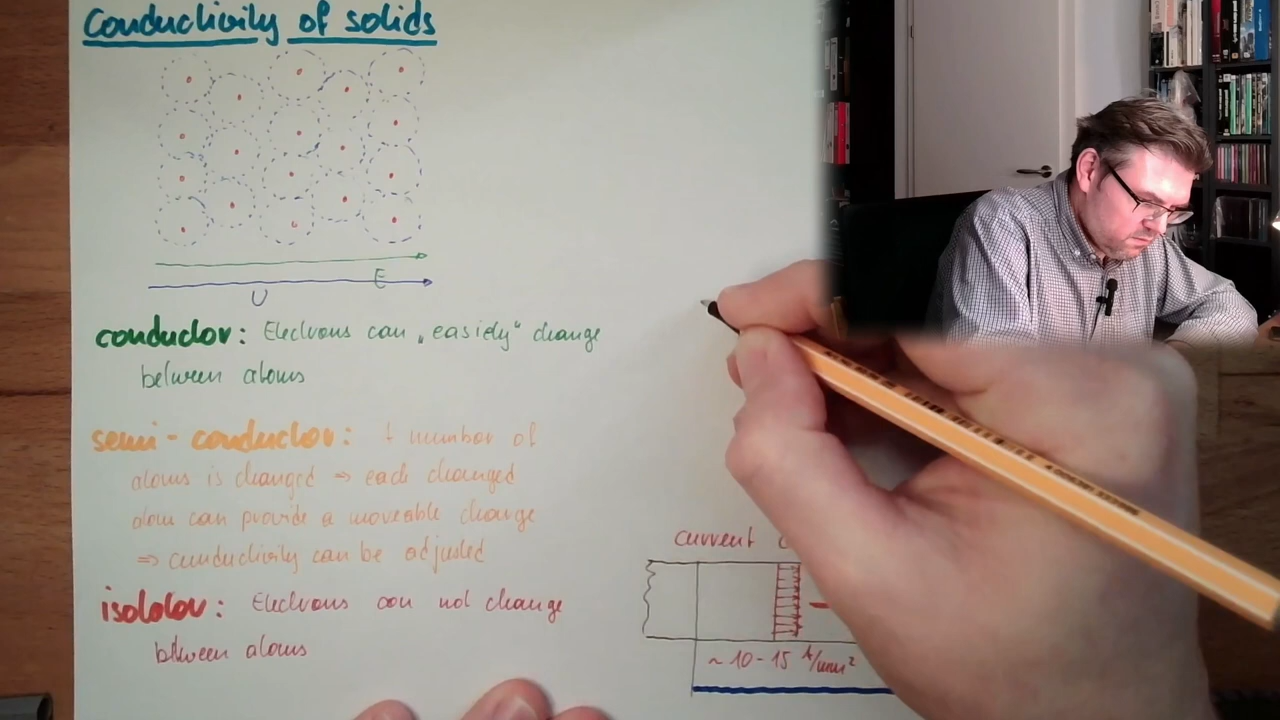 Conductivity of solids
E
U
conductor: Electrons can „easiely" change
between atoms
semi-conductor: number of
atoms is changed ⇒ each changed
atom can provide a moveable charge
⇒ conductivity can be adjusted
isolator: Electrons can not change
between atoms
current
~ 10-15 A/mm²